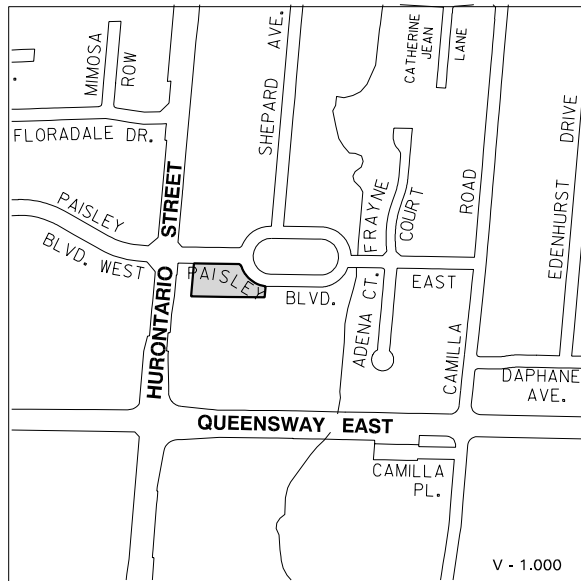 MIMOSA
ROW
SHEPARD AVE.
CATHERINE
JEAN
LANE
FLORADALE DR.
EDENHURST DRIVE
PAISLEY
BLVD. WEST
HURONTARIO STREET
FRAYNE
COURT
CAMILLA ROAD
PAISLEY BLVD. EAST
ADENA CT.
DAPHANE
AVE.
QUEENSWAY EAST
CAMILLA
PL.
V - 1.000